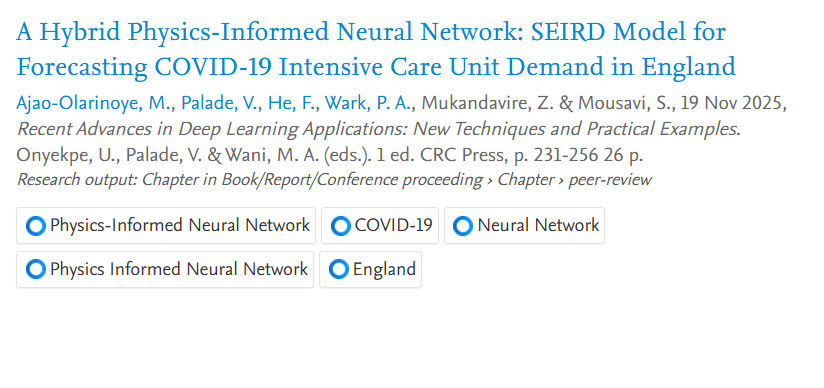 A Hybrid Physics-Informed Neural Network: SEIRD Model for
Forecasting COVID-19 Intensive Care Unit Demand in England
Ajao-Olarinoye, M., Palade, V., He, F., Wark, P. A., Mukandavire, Z. & Mousavi, S., 19 Nov 2025,
Recent Advances in Deep Learning Applications: New Techniques and Practical Examples.
Onyekpe, U., Palade, V. & Wani, M. A. (eds.). 1 ed. CRC Press, p. 231-256 26 p.
Research output: Chapter in Book/Report/Conference proceeding › Chapter › peer-review
Physics-Informed Neural Network COVID-19 Neural Network
Physics Informed Neural Network England